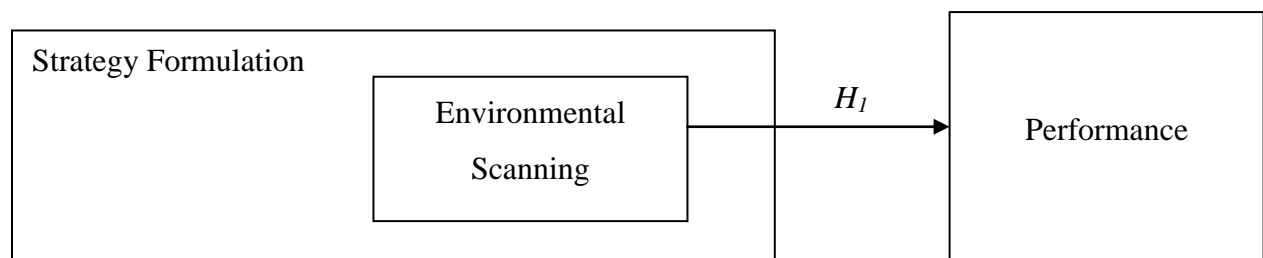 Strategy Formulation
Environmental
Scanning
H1
Performance